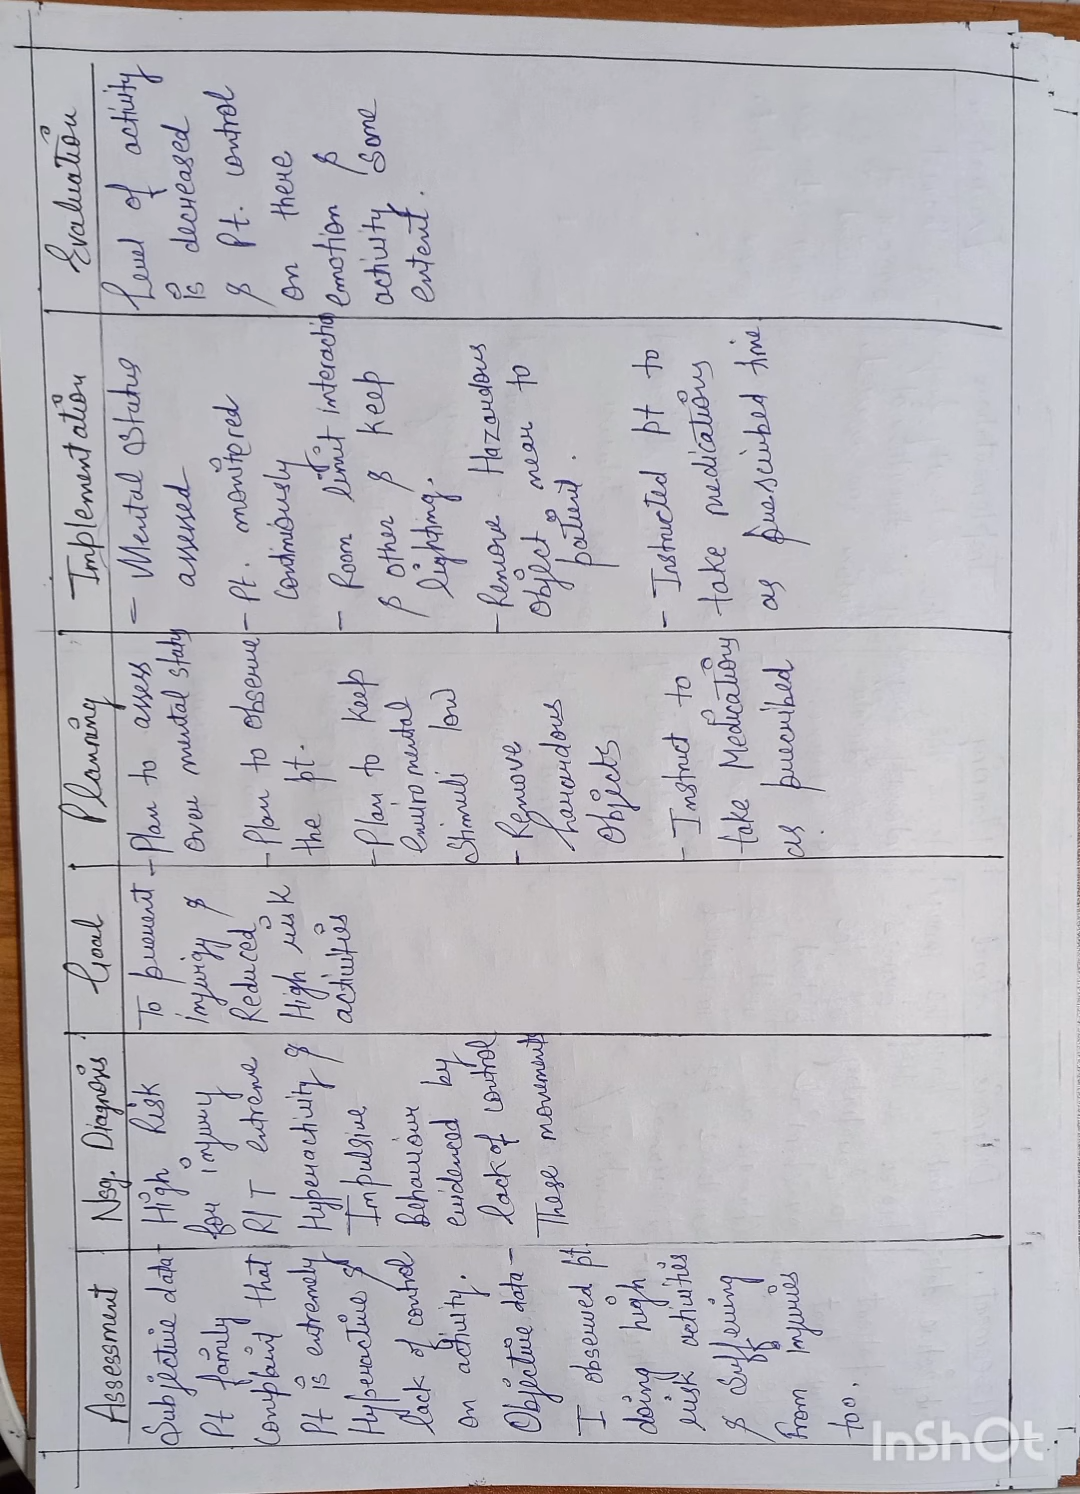 Assessment
Subjective data
Pt family
complaint that
Pt is extremely
Hyperactive &
lack of control
on activity.
Objective data -
I observed pt.
doing high
risk activities
& suffering
from injuries
too.
Nsg. Diagnosis
High Risk
for injury
R/T extreme
Hyperactivity &
Impulsive
Behaviour
evidenced by
lack of control
These movements
Goal
To prevent
injurigy &
Reduced
High risk
activities
Planning
- Plan to assess
over mental status
- Plan to observe
the pt.
- Plan to keep
enviromental
stimuli low
- Remove
harardous
objects
- Instruct to
take Medications
as prescribed
Implementation
- Mental status
assessed
- Pt. monitered
continiously
- Room limit interaction
& other & keep
lighting.
- Remove Hazardous
object near to
patient.
- Instructed pt to
take medications
as prescribed time.
Evaluation
Level of activity
is decreased
& Pt. control
on there
emotion &
activity some
extent.
InShOt